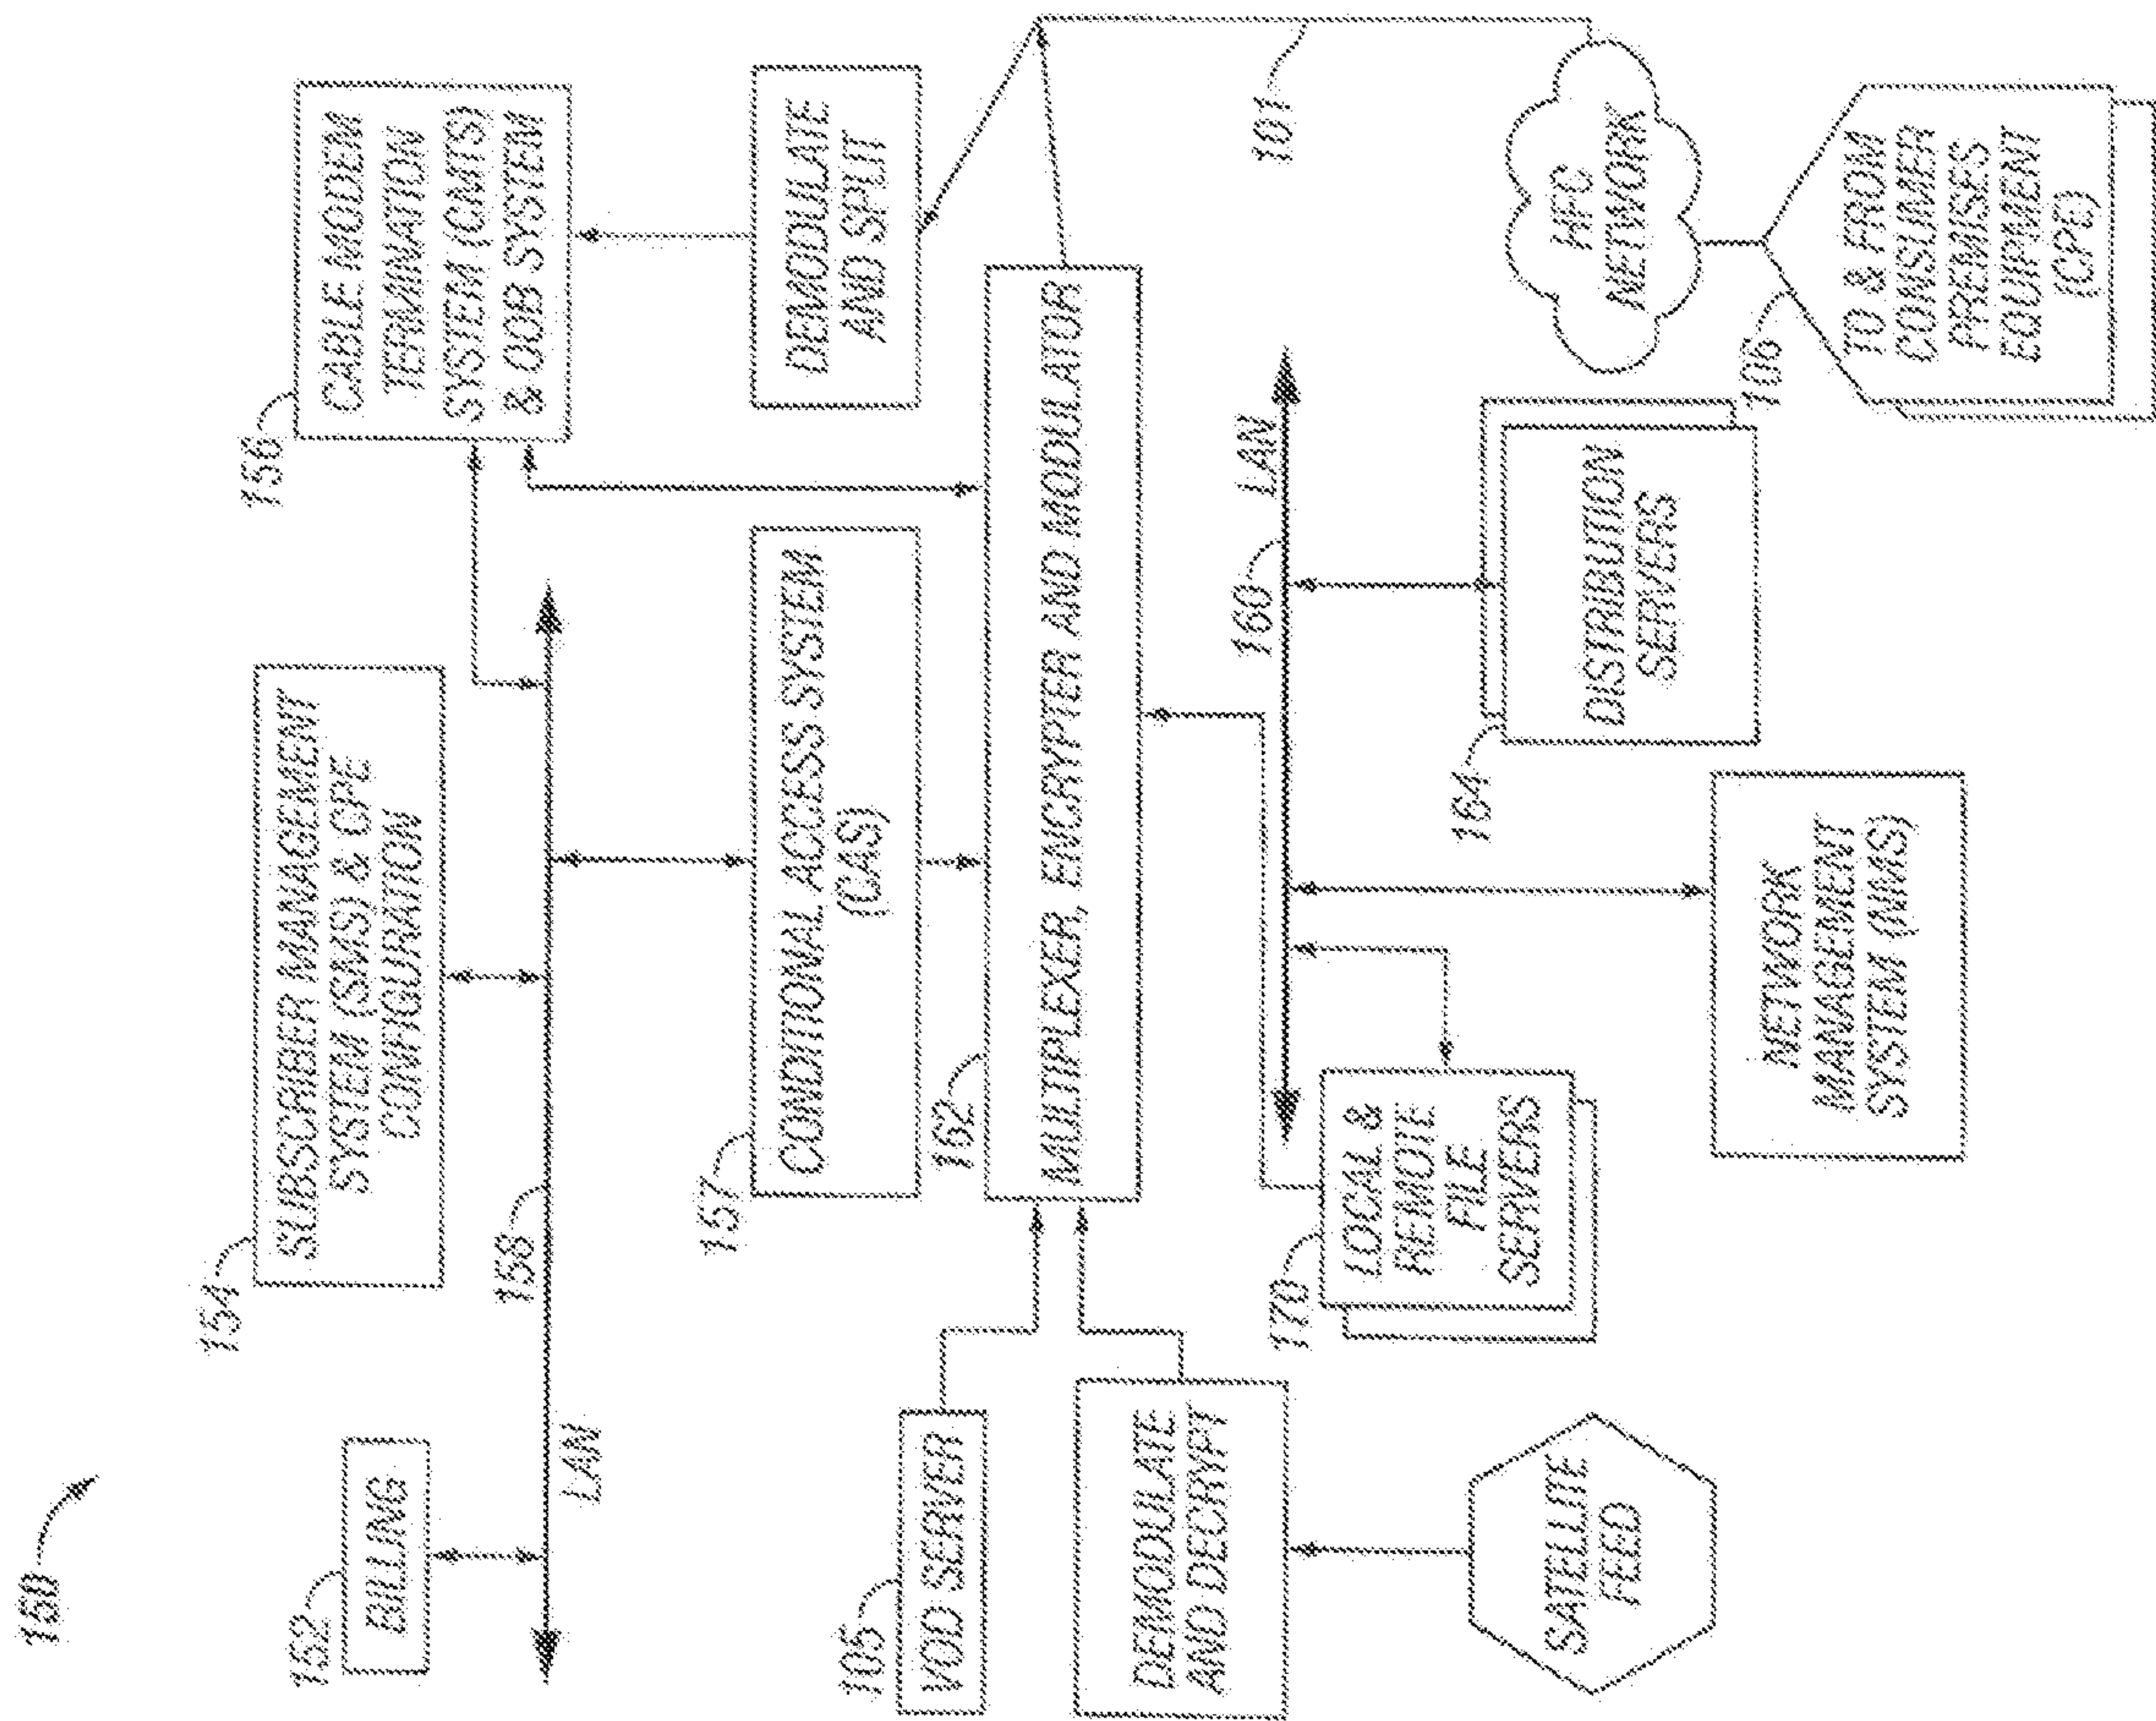 150
152
BILLING
154
SUBSCRIBER MANAGEMENT
SYSTEM (SMS) & CPE
CONFIGURATION
156
CABLE MODEM
TERMINATION
SYSTEM (CMTS)
& OOB SYSTEM
158
LAN
157
CONDITIONAL ACCESS SYSTEM
(CAS)
DEMODULATE
AND SPLIT
105
VOD SERVER
162
MULTIPLEXER, ENCRYPTER AND MODULATOR
DEMODULATE
AND DECRYPT
160
LAN
101
170
LOCAL &
REMOTE
FILE
SERVERS
164
DISTRIBUTION
SERVERS
HFC
NETWORK
SATELLITE
FEED
NETWORK
MANAGEMENT
SYSTEM (NMS)
106
TO & FROM
CONSUMER
PREMISES
EQUIPMENT
(CPE)